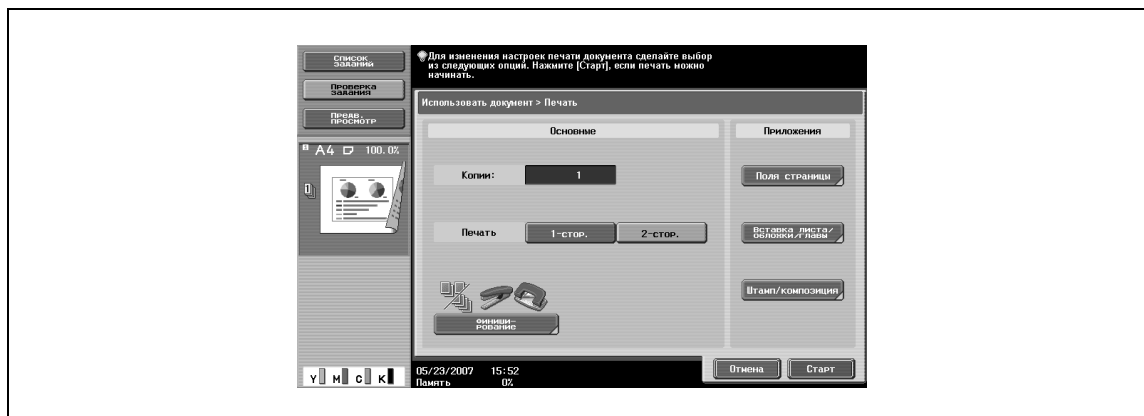 Список
заданий
Проверка
задания
Предв.
просмотр
A4 100.0%
Для изменения настроек печати документа сделайте выбор
из следующих опций. Нажмите [Старт], если печать можно
начинать.
Использовать документ > Печать
Основные
Копии: 1
Печать 1-стор. 2-стор.
Финиши-
рование
Приложения
Поля страницы
Вставка листа/
обложки/главы
Штамп/композиция
Y M C K
05/23/2007 15:52
Память 0%
Отмена Старт